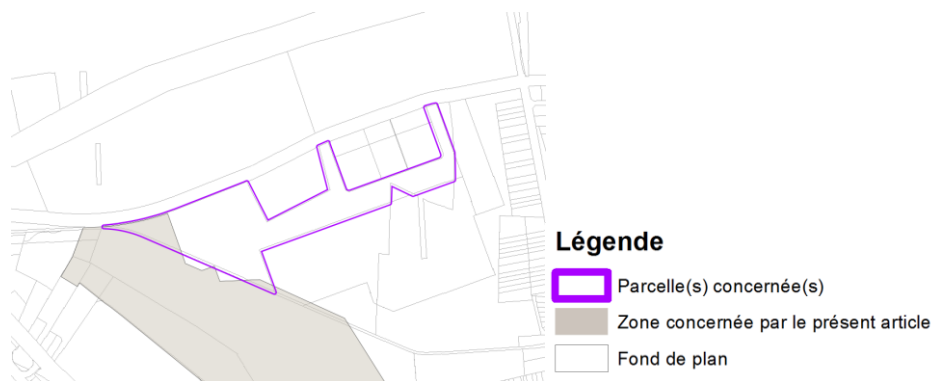 Légende
Parcelle(s) concernée(s)
Zone concernée par le présent article
Fond de plan